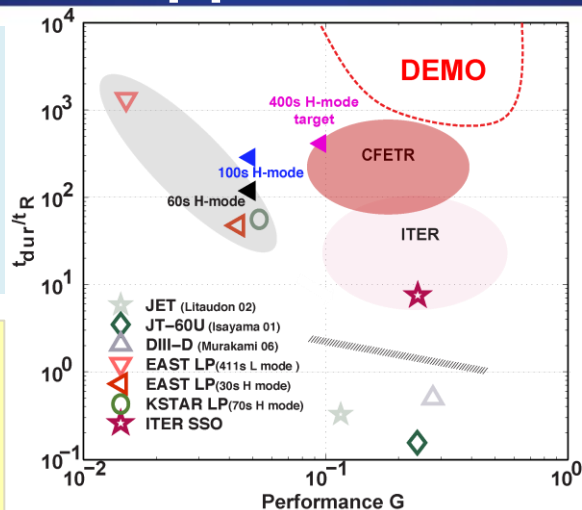 10^4
DEMO
10^3
400s H-mode
target
CFETR
100s H-mode
60s H-mode
10^2
ITER
t_dur/t_R
10^1
JET (Litaudon 02)
JT-60U (Isayama 01)
DIII-D (Murakami 06)
10^0
EAST LP(411s L mode )
EAST LP(30s H mode)
KSTAR LP(70s H mode)
ITER SSO
10^-1
10^-2 10^-1 10^0
Performance G